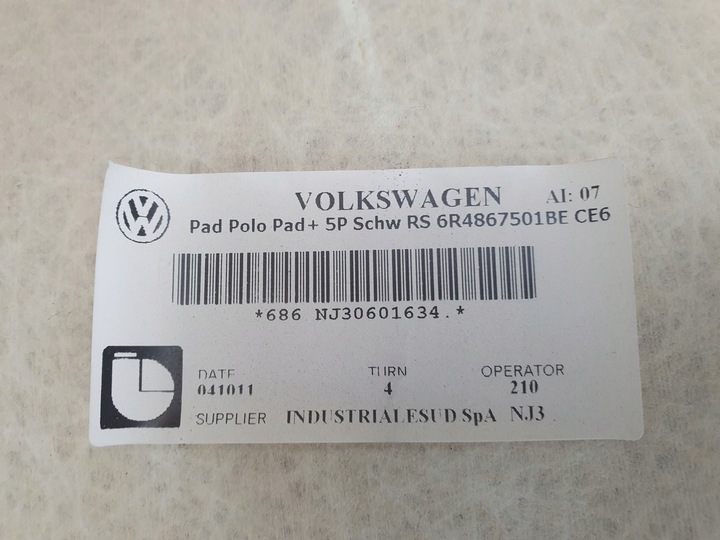 VOLKSWAGEN AI: 07
Pad Polo Pad+ 5P Schw RS 6R4867501BE CE6
*686 NJ30601634.*
DATE TURN OPERATOR
041011 4 210
SUPPLIER INDUSTRIALESUD SpA NJ3